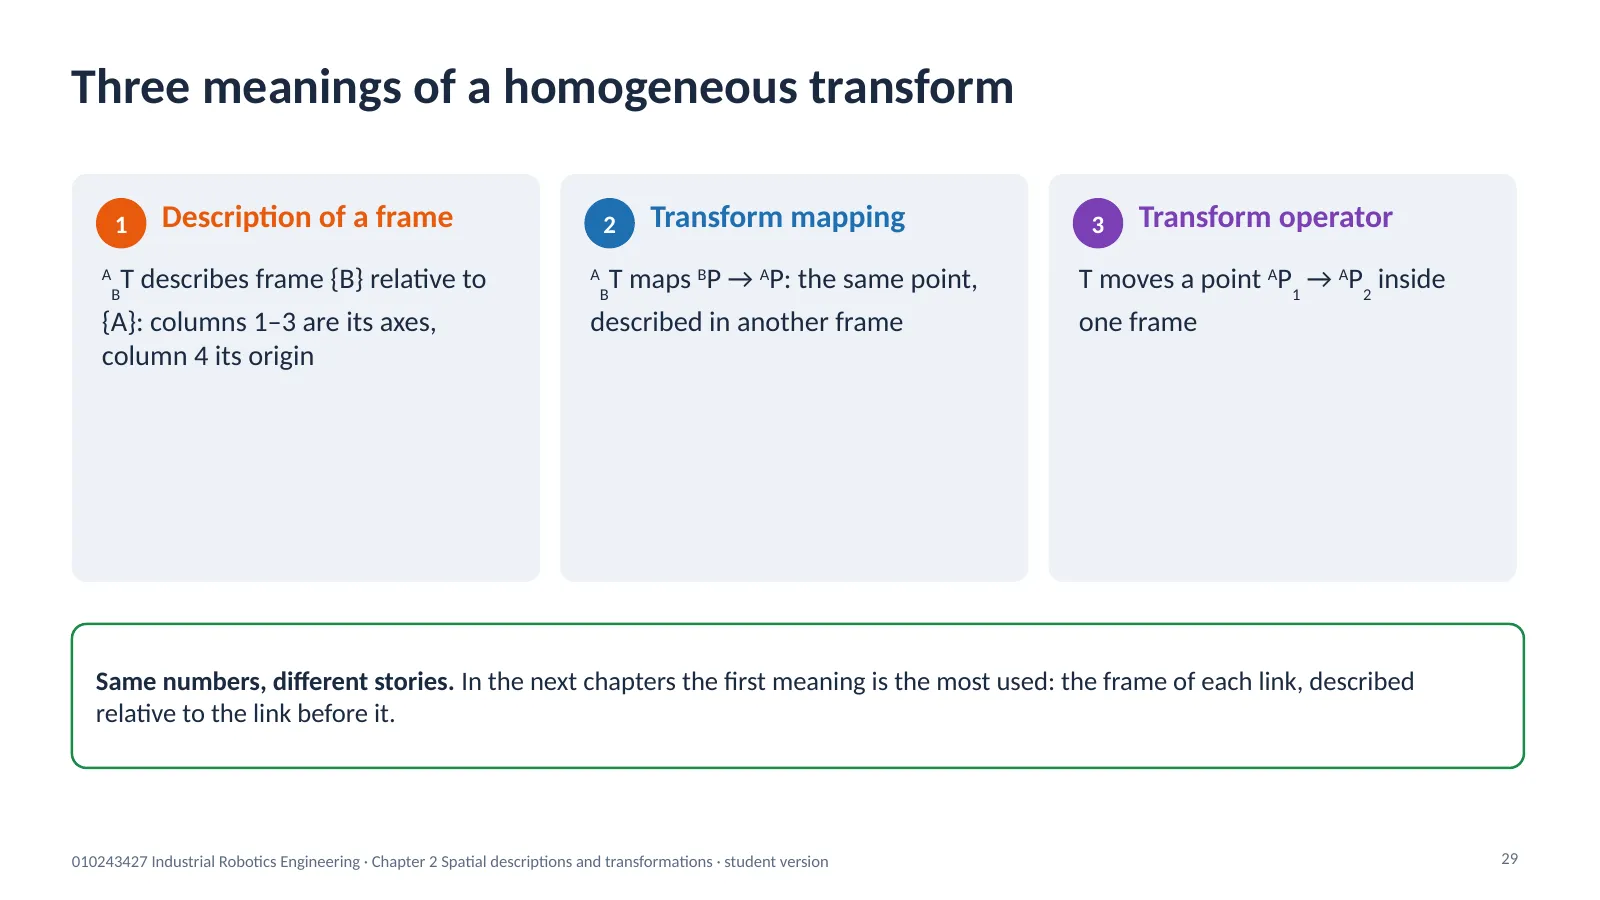 Three meanings of a homogeneous transform
1 Description of a frame
ᴬ_BT describes frame {B} relative to
{A}: columns 1–3 are its axes,
column 4 its origin
2 Transform mapping
ᴬ_BT maps ᴮP → ᴬP: the same point,
described in another frame
3 Transform operator
T moves a point ᴬP₁ → ᴬP₂ inside
one frame
Same numbers, different stories. In the next chapters the first meaning is the most used: the frame of each link, described
relative to the link before it.
010243427 Industrial Robotics Engineering · Chapter 2 Spatial descriptions and transformations · student version
29